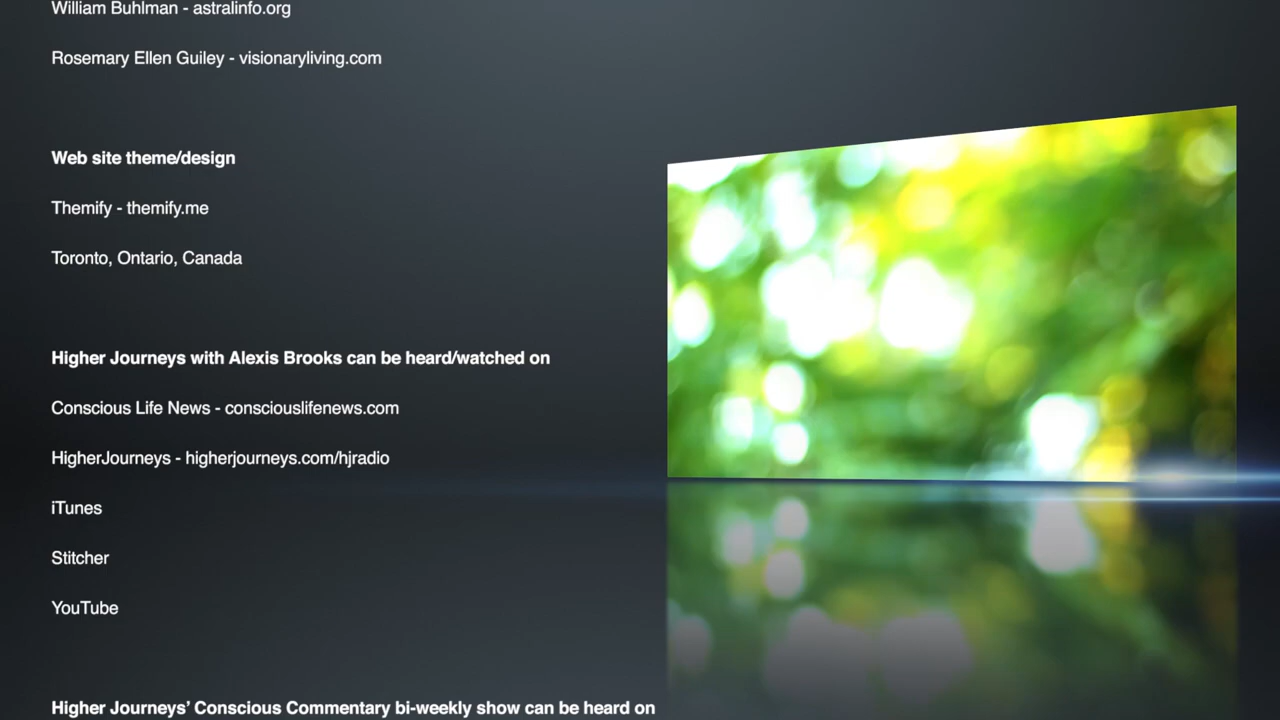 William Buhlman - astralinfo.org
Rosemary Ellen Guiley - visionaryliving.com
Web site theme/design
Themify - themify.me
Toronto, Ontario, Canada
Higher Journeys with Alexis Brooks can be heard/watched on
Conscious Life News - consciouslifenews.com
HigherJourneys - higherjourneys.com/hjradio
iTunes
Stitcher
YouTube
Higher Journeys’ Conscious Commentary bi-weekly show can be heard on